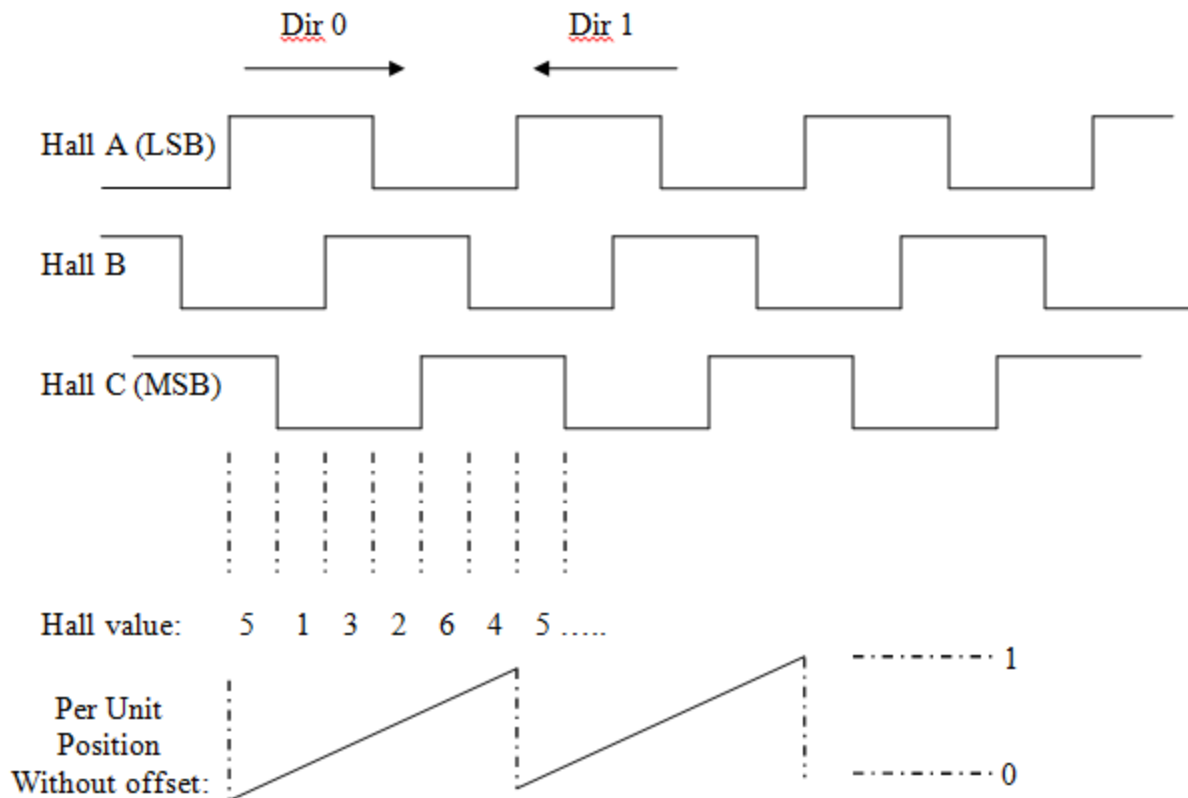 Dir 0 Dir 1
Hall A (LSB)
Hall B
Hall C (MSB)
Hall value: 5 1 3 2 6 4 5 .....
1
Per Unit
Position
Without offset:
0